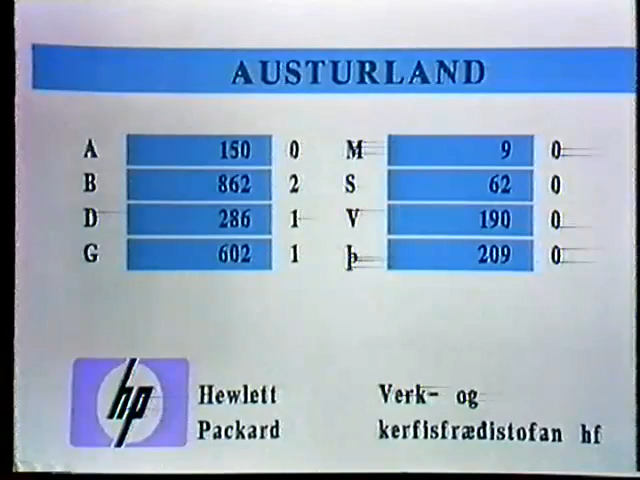 AUSTURLAND
A 150 0 M 9 0
B 862 2 S 62 0
D 286 1 V 190 0
G 602 1 Þ 209 0
hp Hewlett Packard
Verk- og
kerfisfrædistofan hf